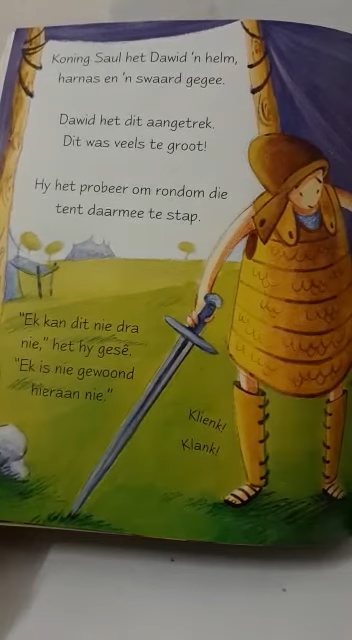 Koning Saul het Dawid 'n helm,
harnas en 'n swaard gegee.
Dawid het dit aangetrek.
Dit was veels te groot!
Hy het probeer om rondom die
tent daarmee te stap.
"Ek kan dit nie dra
nie," het hy gesê.
"Ek is nie gewoond
hieraan nie."
Klienk!
Klank!